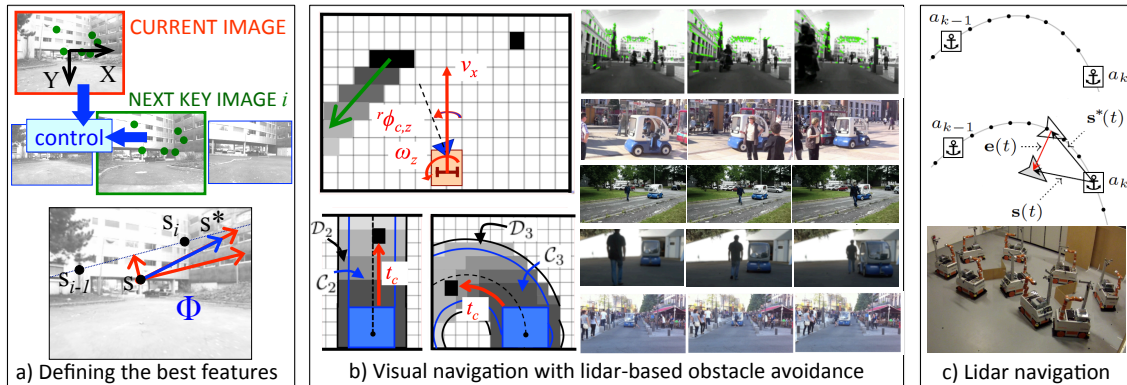 CURRENT IMAGE
Y X
NEXT KEY IMAGE i
control
s_i s*
s_{i-1} s
Φ
a) Defining the best features
v_x
^rϕ_{c,z}
ω_z
D_2
C_2
t_c
D_3
C_3
t_c
b) Visual navigation with lidar-based obstacle avoidance
a_{k-1}
a_k
a_{k-1}
s*(t)
e(t)
a_k
s(t)
c) Lidar navigation